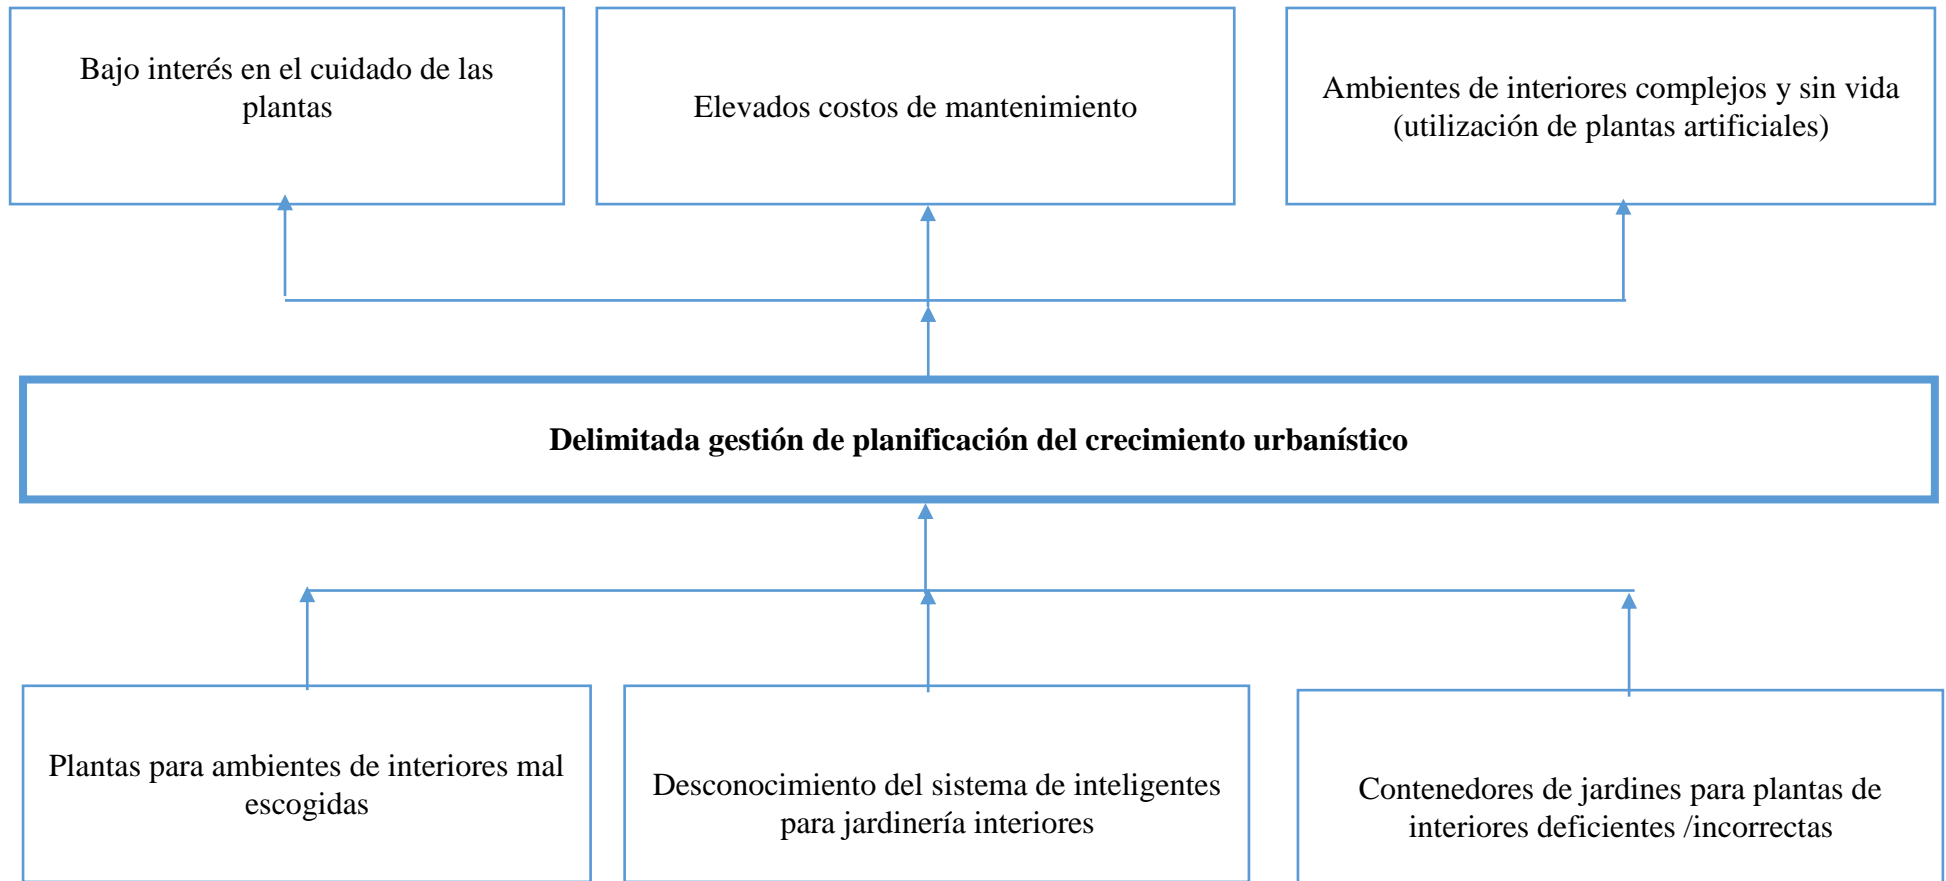 Bajo interés en el cuidado de las
plantas
Elevados costos de mantenimiento
Ambientes de interiores complejos y sin vida
(utilización de plantas artificiales)
Delimitada gestión de planificación del crecimiento urbanístico
Plantas para ambientes de interiores mal
escogidas
Desconocimiento del sistema de inteligentes
para jardinería interiores
Contenedores de jardines para plantas de
interiores deficientes /incorrectas